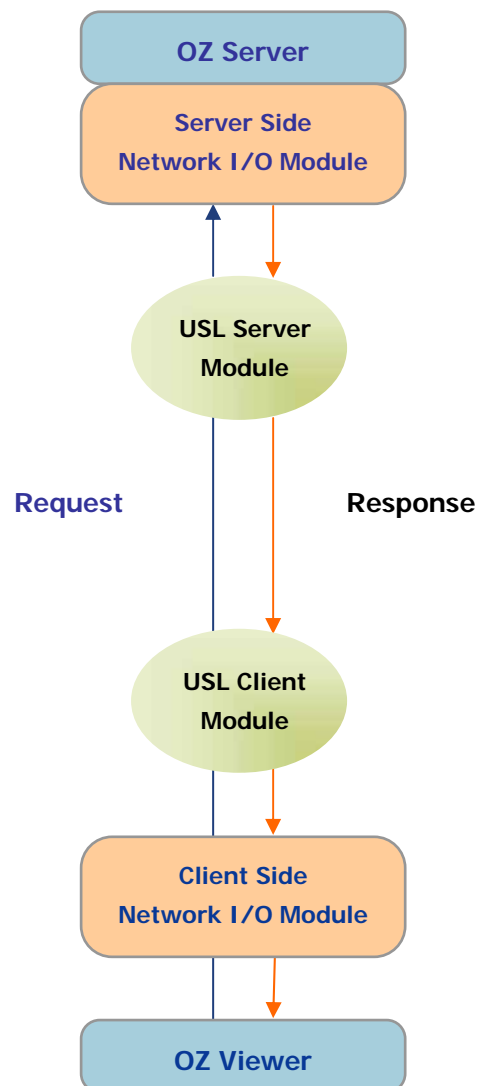 OZ Server
Server Side
Network I/O Module
USL Server
Module
Request
Response
USL Client
Module
Client Side
Network I/O Module
OZ Viewer